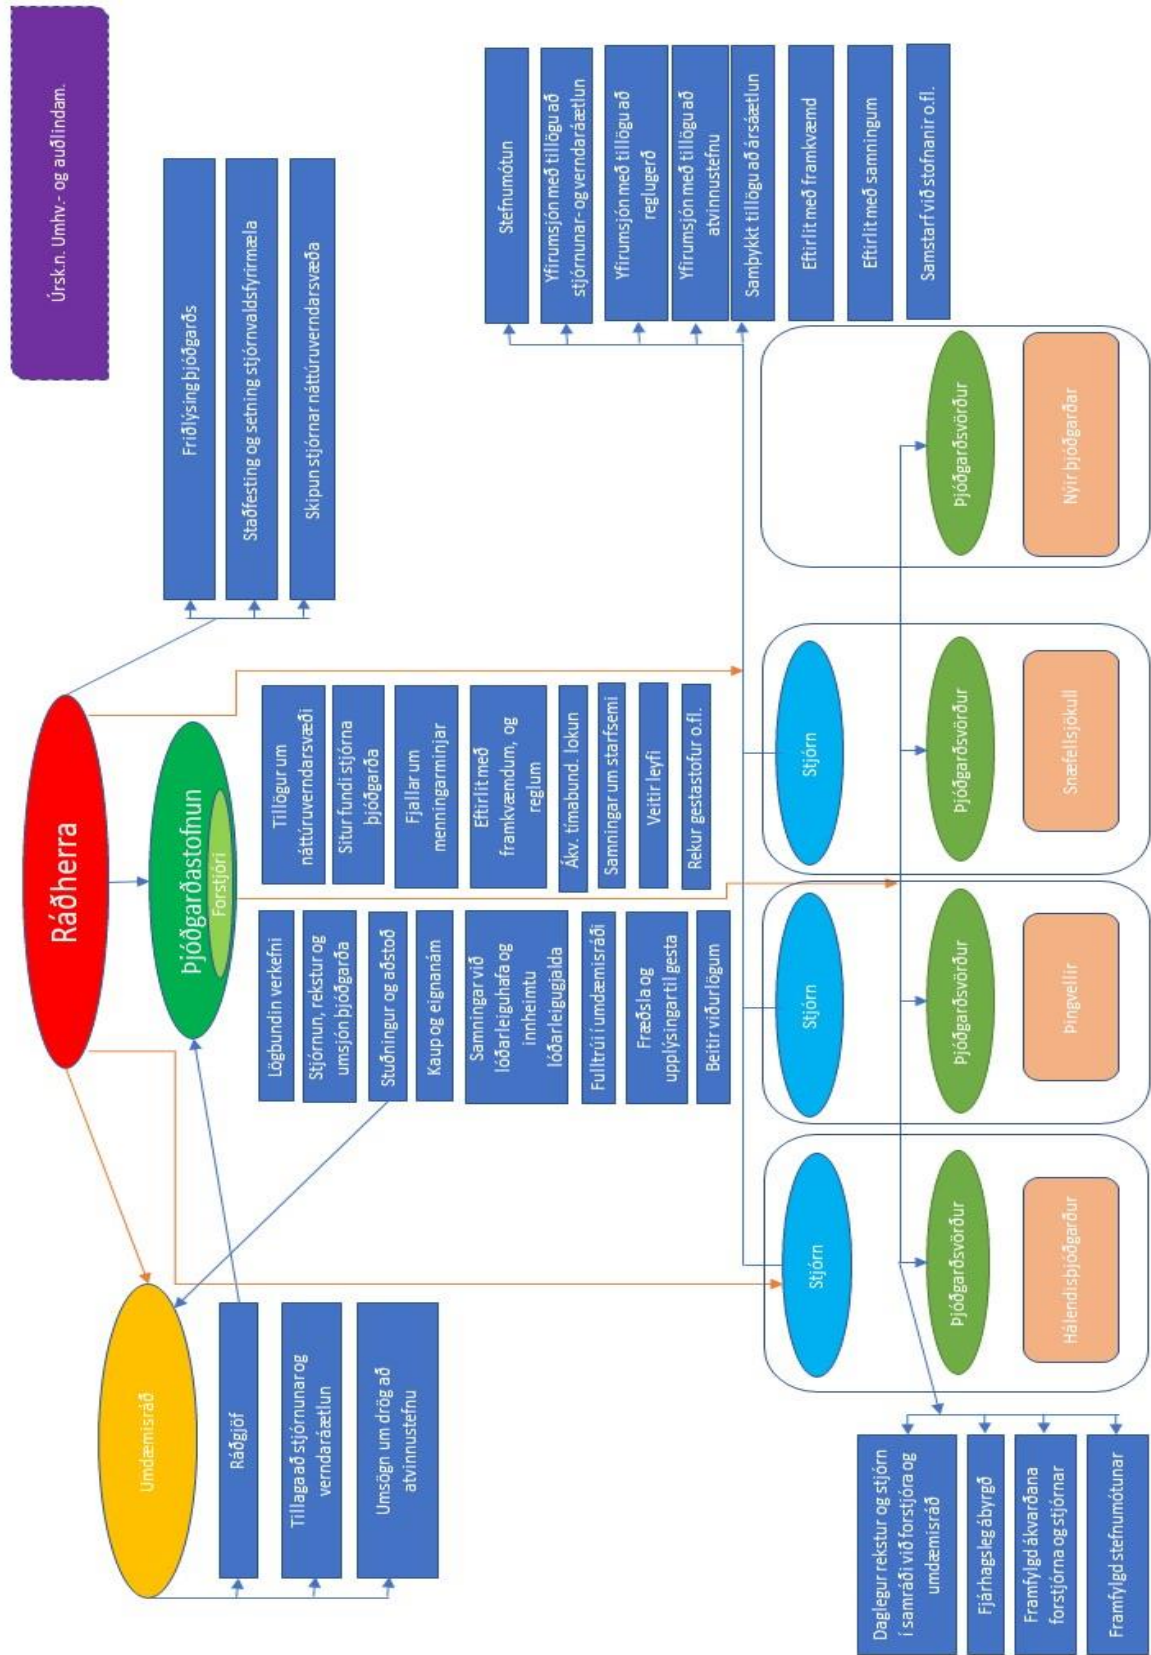 Úrsk.n. Umhv.- og auðlindam.
Ráðherra
Friðlýsing þjóðgarðs
Staðfesting og setning stjórnvaldsfyrirmæla
Skipun stjórnar náttúruverndarsvæða
Þjóðgarðastofnun
Forstjóri
Umdæmisráð
Ráðgjöf
Tillaga að stjórnunar og
verndaráætlun
Umsögn um drög að
atvinnustefnu
Lögbundin verkefni
Stjórnun, rekstur og
umsjón þjóðgarða
Stuðningur og aðstoð
Kaup og eignanám
Samningar við
lóðarleiguhafa og
innheimtu
lóðarleigugjalda
Fulltrúi í umdæmisráði
Fræðsla og
upplýsingar til gesta
Beitir viðurlögum
Tillögur um
náttúruverndarsvæði
Situr fundi stjórna
þjóðgarða
Fjallar um
menningarminjar
Eftirlit með
framkvæmdum, og
reglum
Ákv. tímabund. lokun
Samningar um starfsemi
Veitir leyfi
Rekur gestastofur o.fl.
Stefnumótun
Yfirumsjón með tillögu að
stjórnunar- og verndaráætlun
Yfirumsjón með tillögu að
reglugerð
Yfirumsjón með tillögu að
atvinnustefnu
Samþykkt tillögu að ársáætlun
Eftirlit með framkvæmd
Eftirlit með samningum
Samstarf við stofnanir o.fl.
Stjórn
Stjórn
Stjórn
Þjóðgarðsvörður
Þjóðgarðsvörður
Þjóðgarðsvörður
Þjóðgarðsvörður
Hálendisþjóðgarður
Þingvellir
Snæfellsjökull
Nýir þjóðgarðar
Daglegur rekstur og stjórn
í samráði við forstjóra og
umdæmisráð
Fjárhagsleg ábyrgð
Framfylgd ákvarðana
forstjórna og stjórnar
Framfylgd stefnumótunar